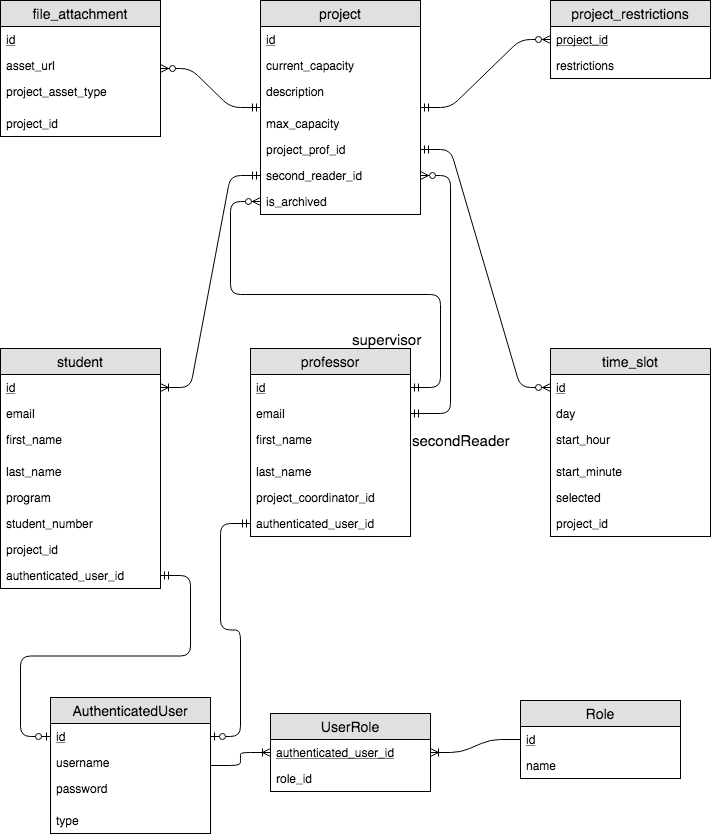 file_attachment
id
asset_url
project_asset_type
project_id
project
id
current_capacity
description
max_capacity
project_prof_id
second_reader_id
is_archived
project_restrictions
project_id
restrictions
supervisor
student
id
email
first_name
last_name
program
student_number
project_id
authenticated_user_id
professor
id
email
first_name
last_name
project_coordinator_id
authenticated_user_id
secondReader
time_slot
id
day
start_hour
start_minute
selected
project_id
AuthenticatedUser
id
username
password
type
UserRole
authenticated_user_id
role_id
Role
id
name